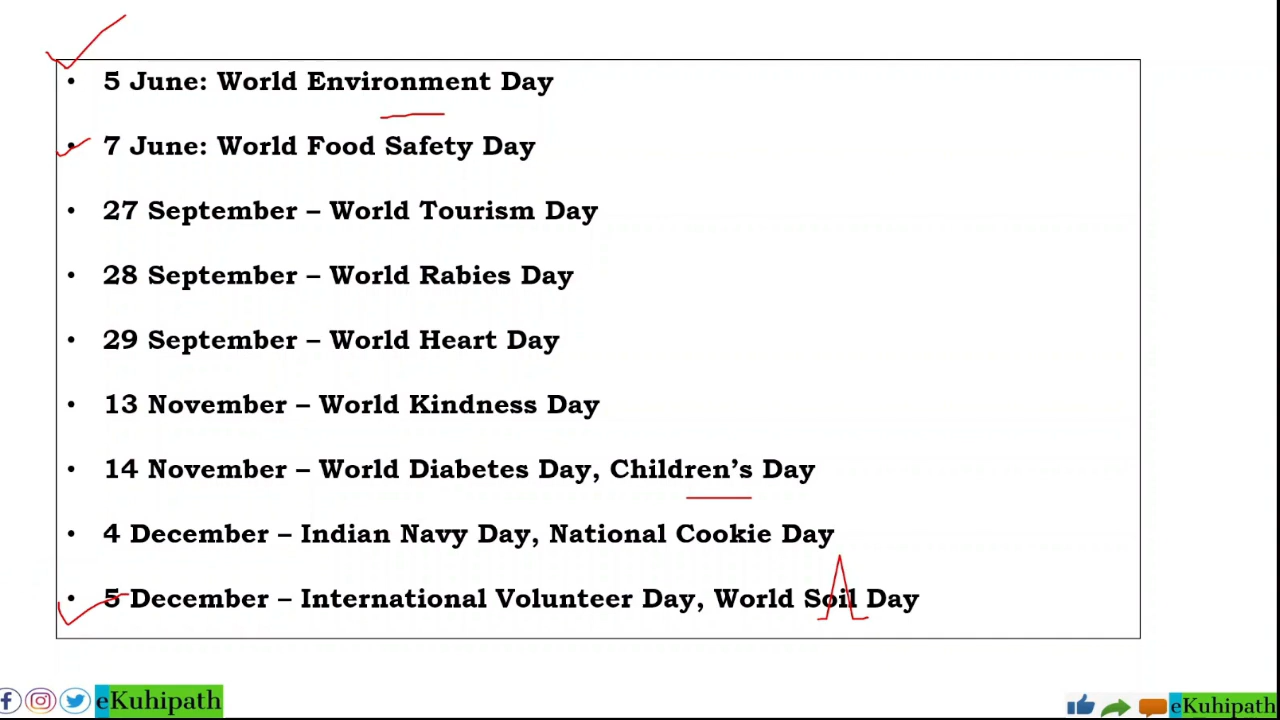 • 5 June: World Environment Day
• 7 June: World Food Safety Day
• 27 September – World Tourism Day
• 28 September – World Rabies Day
• 29 September – World Heart Day
• 13 November – World Kindness Day
• 14 November – World Diabetes Day, Children’s Day
• 4 December – Indian Navy Day, National Cookie Day
• 5 December – International Volunteer Day, World Soil Day
eKuhipath
eKuhipath